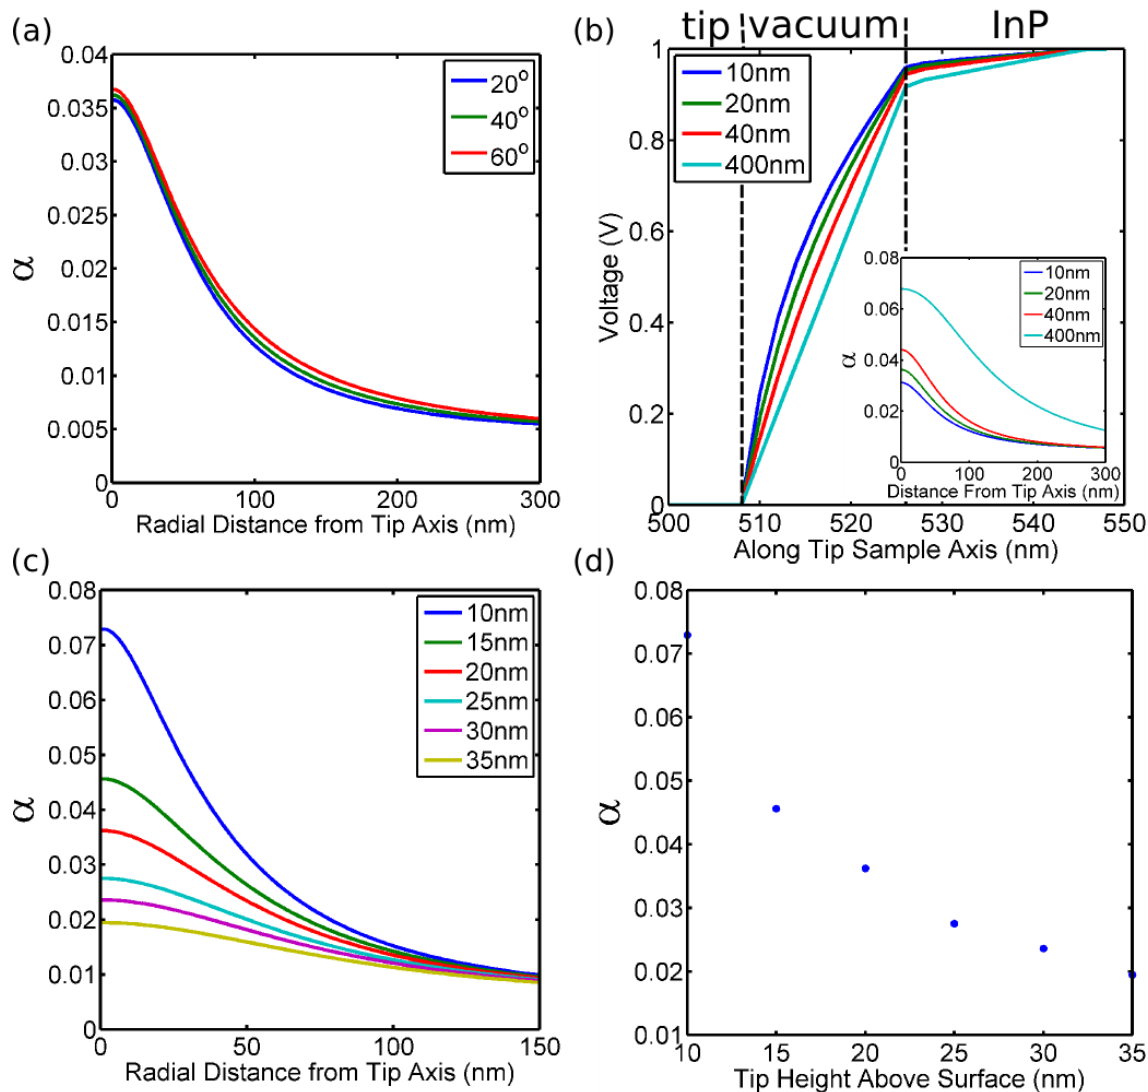 (a)
0.04
0.035
0.03
0.025
0.02
0.015
0.01
0.005
0
α
20°
40°
60°
0
100
200
300
Radial Distance from Tip Axis (nm)
(b)
tip
vacuum
InP
1
0.8
0.6
0.4
0.2
0
Voltage (V)
10nm
20nm
40nm
400nm
500
510
520
530
540
550
Along Tip Sample Axis (nm)
0.08
0.06
0.04
0.02
0
α
10nm
20nm
40nm
400nm
0
100
200
300
Distance From Tip Axis (nm)
(c)
0.08
0.07
0.06
0.05
0.04
0.03
0.02
0.01
0
α
10nm
15nm
20nm
25nm
30nm
35nm
0
50
100
150
Radial Distance from Tip Axis (nm)
(d)
0.08
0.07
0.06
0.05
0.04
0.03
0.02
0.01
α
10
15
20
25
30
35
Tip Height Above Surface (nm)